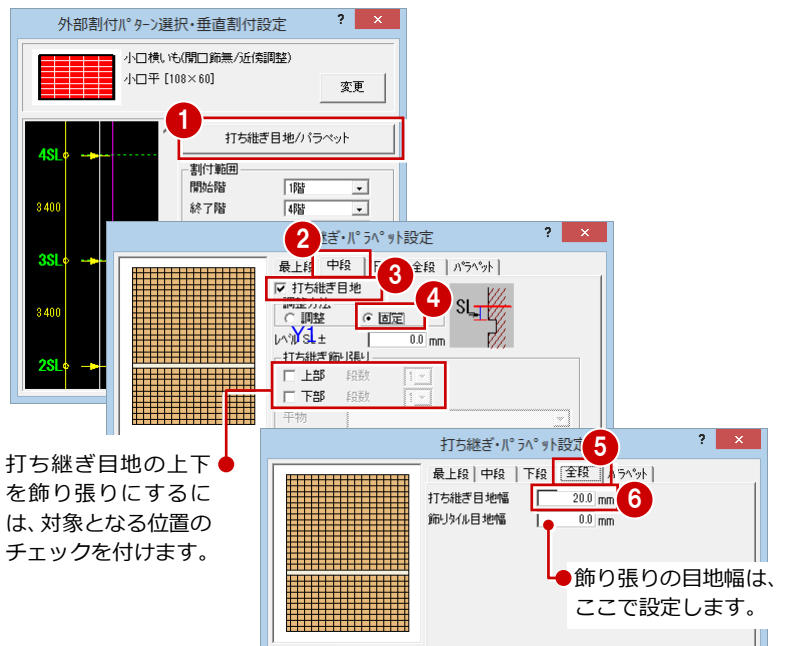 外部割付ﾊﾟﾀｰﾝ選択・垂直割付設定 ? ×
小口横いも(開口飾無/近傍調整)
小口平 [108×60]
変更
1
打ち継ぎ目地/パラペット
割付範囲
開始階 1階
終了階 4階
4SL
3400
3SL
3400
2SL
2
ぎ・ﾊﾟﾗﾍﾟｯﾄ設定 ? ×
最上段 中段 全段 ﾊﾟﾗﾍﾟｯﾄ
3
打ち継ぎ目地
4
調整方法
調整 固定
SL
Y1
ﾚﾍﾞﾙ SL± 0.0 mm
打ち継ぎ飾り張り
上部 段数 1
下部 段数 1
平物
打ち継ぎ目地の上下
を飾り張りにするに
は、対象となる位置の
チェックを付けます。
打ち継ぎ・ﾊﾟﾗﾍﾟｯﾄ設定 ? ×
5
最上段 中段 下段 全段 ﾗﾍﾟｯﾄ
打ち継ぎ目地幅 20.0 mm
6
飾りﾀｲﾙ目地幅 0.0 mm
飾り張りの目地幅は、
ここで設定します。